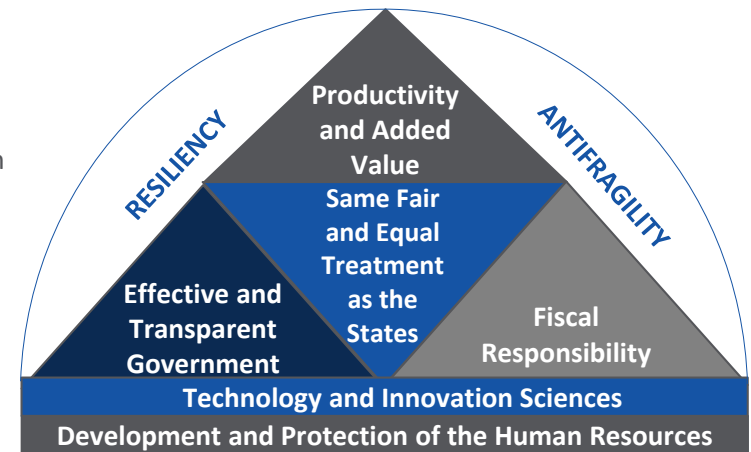 RESILIENCY
ANTIFRAGILITY
Productivity
and Added
Value
Same Fair
and Equal
Treatment
as the
States
Effective and
Transparent
Government
Fiscal
Responsibility
Technology and Innovation Sciences
Development and Protection of the Human Resources